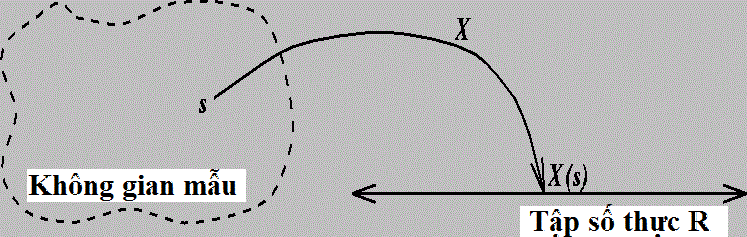 X
s
Không gian mẫu
X(s)
Tập số thực R